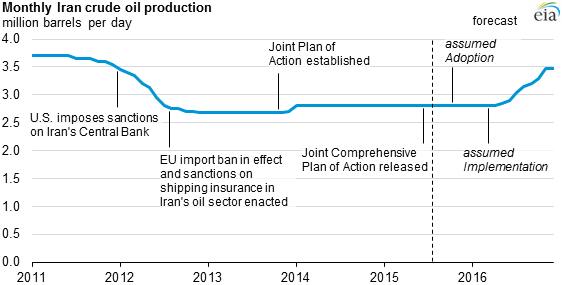 Monthly Iran crude oil production
million barrels per day
eia
forecast
4.0
3.5
3.0
2.5
2.0
1.5
1.0
0.5
0.0
U.S. imposes sanctions
on Iran's Central Bank
EU import ban in effect
and sanctions on
shipping insurance in
Iran's oil sector enacted
Joint Plan of
Action established
Joint Comprehensive
Plan of Action released
assumed
Adoption
assumed
Implementation
2011
2012
2013
2014
2015
2016